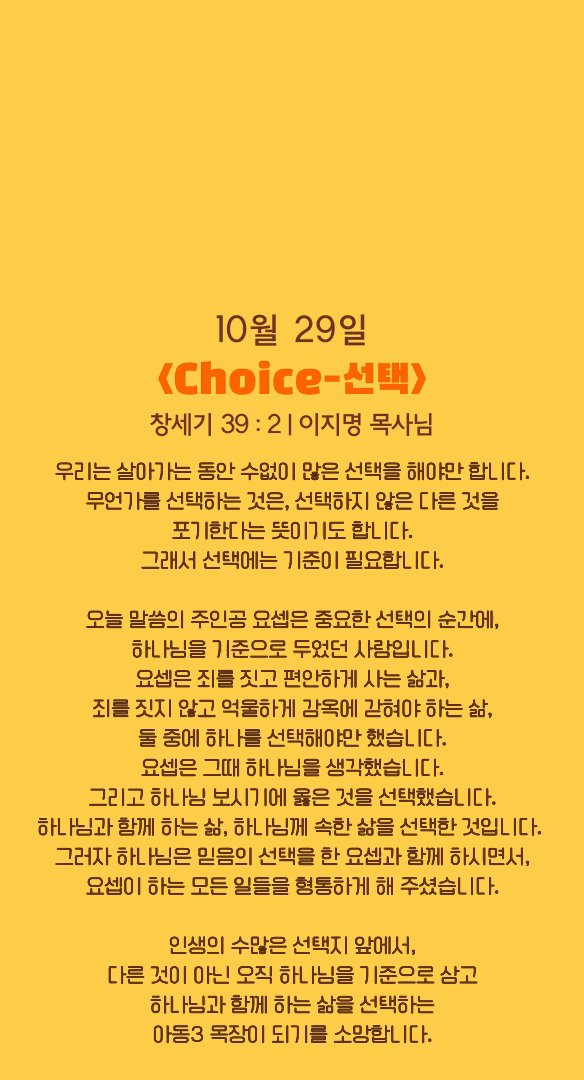 10월 29일
<Choice-선택>
창세기 39 : 2 | 이지명 목사님
우리는 살아가는 동안 수없이 많은 선택을 해야만 합니다.
무언가를 선택하는 것은, 선택하지 않은 다른 것을
포기한다는 뜻이기도 합니다.
그래서 선택에는 기준이 필요합니다.
오늘 말씀의 주인공 요셉은 중요한 선택의 순간에,
하나님을 기준으로 두었던 사람입니다.
요셉은 죄를 짓고 편안하게 사는 삶과,
죄를 짓지 않고 억울하게 감옥에 갇혀야 하는 삶,
둘 중에 하나를 선택해야만 했습니다.
요셉은 그때 하나님을 생각했습니다.
그리고 하나님 보시기에 옳은 것을 선택했습니다.
하나님과 함께 하는 삶, 하나님께 속한 삶을 선택한 것입니다.
그러자 하나님은 믿음의 선택을 한 요셉과 함께 하시면서,
요셉이 하는 모든 일들을 형통하게 해 주셨습니다.
인생의 수많은 선택지 앞에서,
다른 것이 아닌 오직 하나님을 기준으로 삼고
하나님과 함께 하는 삶을 선택하는
아동3 목장이 되기를 소망합니다.